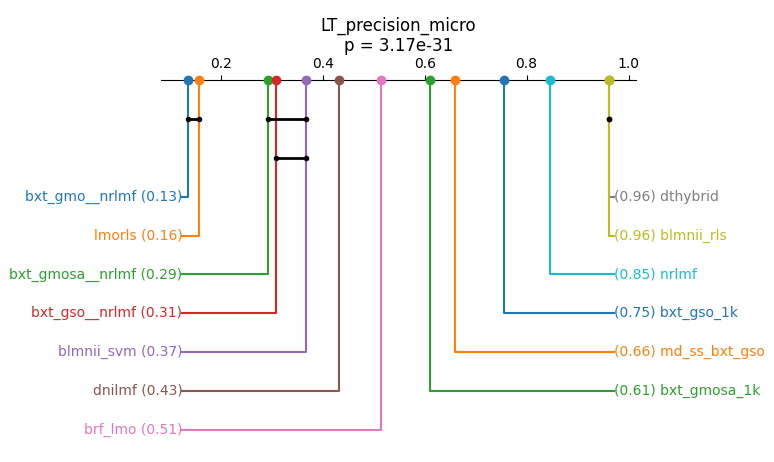 LT_precision_micro
p = 3.17e-31
0.2 0.4 0.6 0.8 1.0
bxt_gmo__nrlmf (0.13)
lmorls (0.16)
bxt_gmosa__nrlmf (0.29)
bxt_gso__nrlmf (0.31)
blmnii_svm (0.37)
dnilmf (0.43)
brf_lmo (0.51)
(0.96) dthybrid
(0.96) blmnii_rls
(0.85) nrlmf
(0.75) bxt_gso_1k
(0.66) md_ss_bxt_gso
(0.61) bxt_gmosa_1k